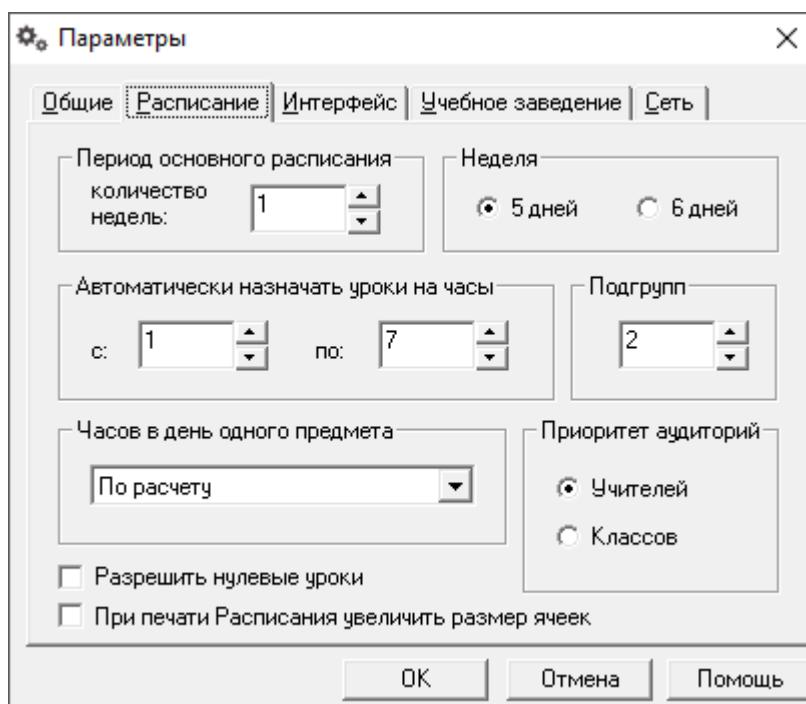 Параметры
Общие Расписание Интерфейс Учебное заведение Сеть
Период основного расписания
количество
недель:
1
Неделя
5 дней 6 дней
Автоматически назначать уроки на часы
с: 1 по: 7
Подгрупп
2
Часов в день одного предмета
По расчету
Приоритет аудиторий
Учителей
Классов
Разрешить нулевые уроки
При печати Расписания увеличить размер ячеек
ОК Отмена Помощь